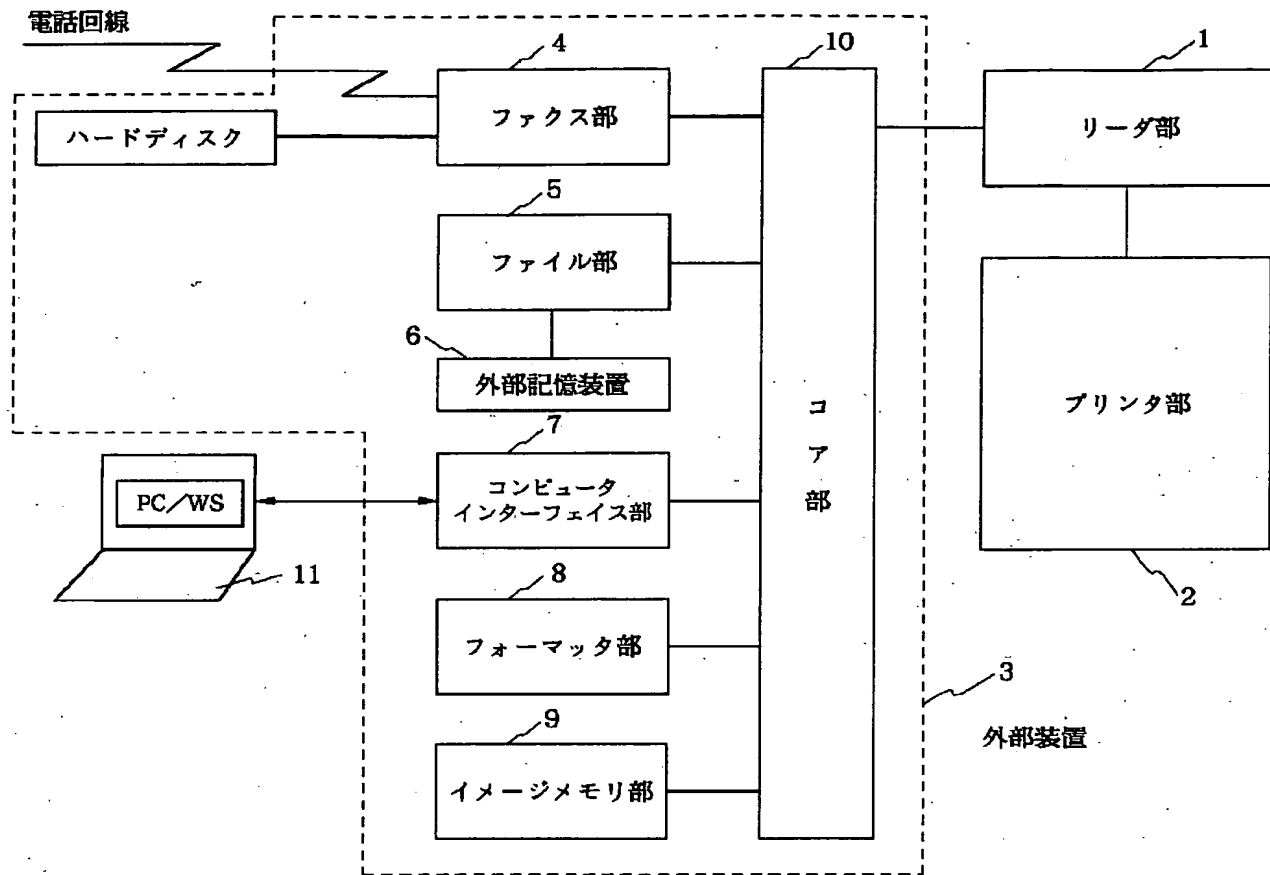 電話回線
4
10
1
ハードディスク
ファクス部
リーダ部
5
ファイル部
6
外部記憶装置
コア部
プリンタ部
7
コンピュータ
インターフェイス部
PC/WS
11
8
フォーマッタ部
2
3
外部装置
9
イメージメモリ部